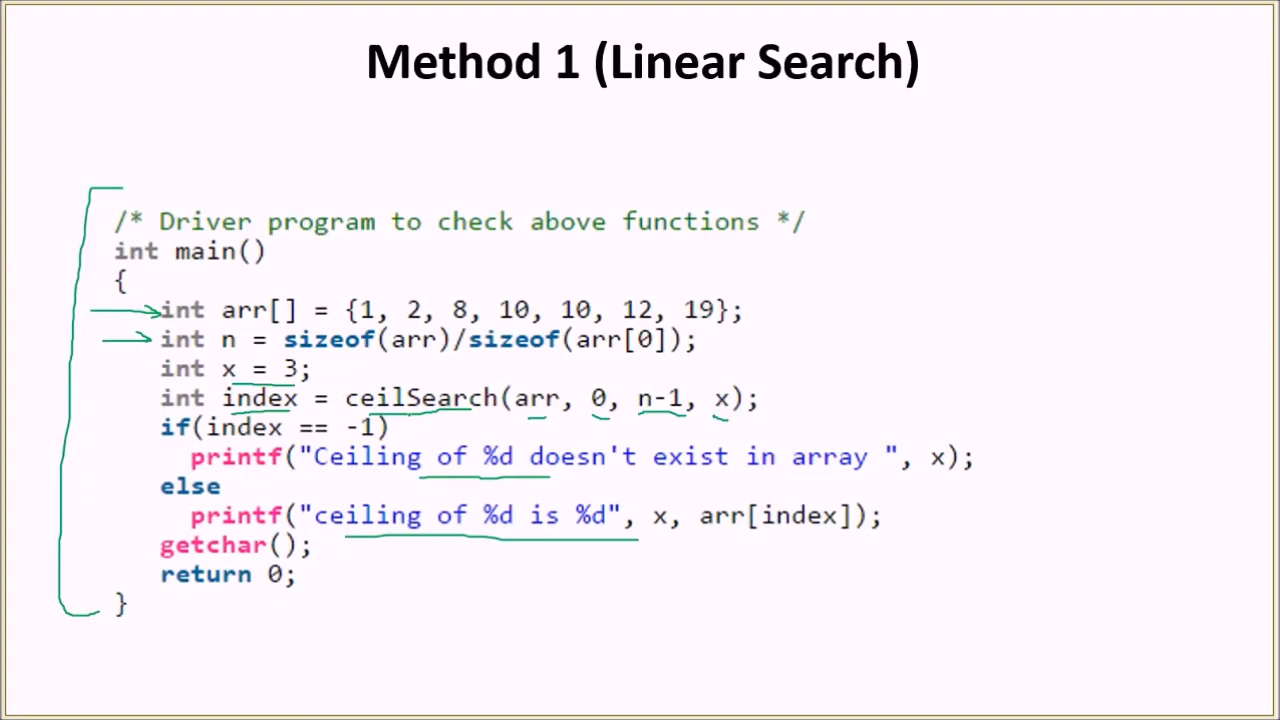 Method 1 (Linear Search)
/* Driver program to check above functions */
int main()
{
int arr[] = {1, 2, 8, 10, 10, 12, 19};
int n = sizeof(arr)/sizeof(arr[0]);
int x = 3;
int index = ceilSearch(arr, 0, n-1, x);
if(index == -1)
printf("Ceiling of %d doesn't exist in array ", x);
else
printf("ceiling of %d is %d", x, arr[index]);
getchar();
return 0;
}